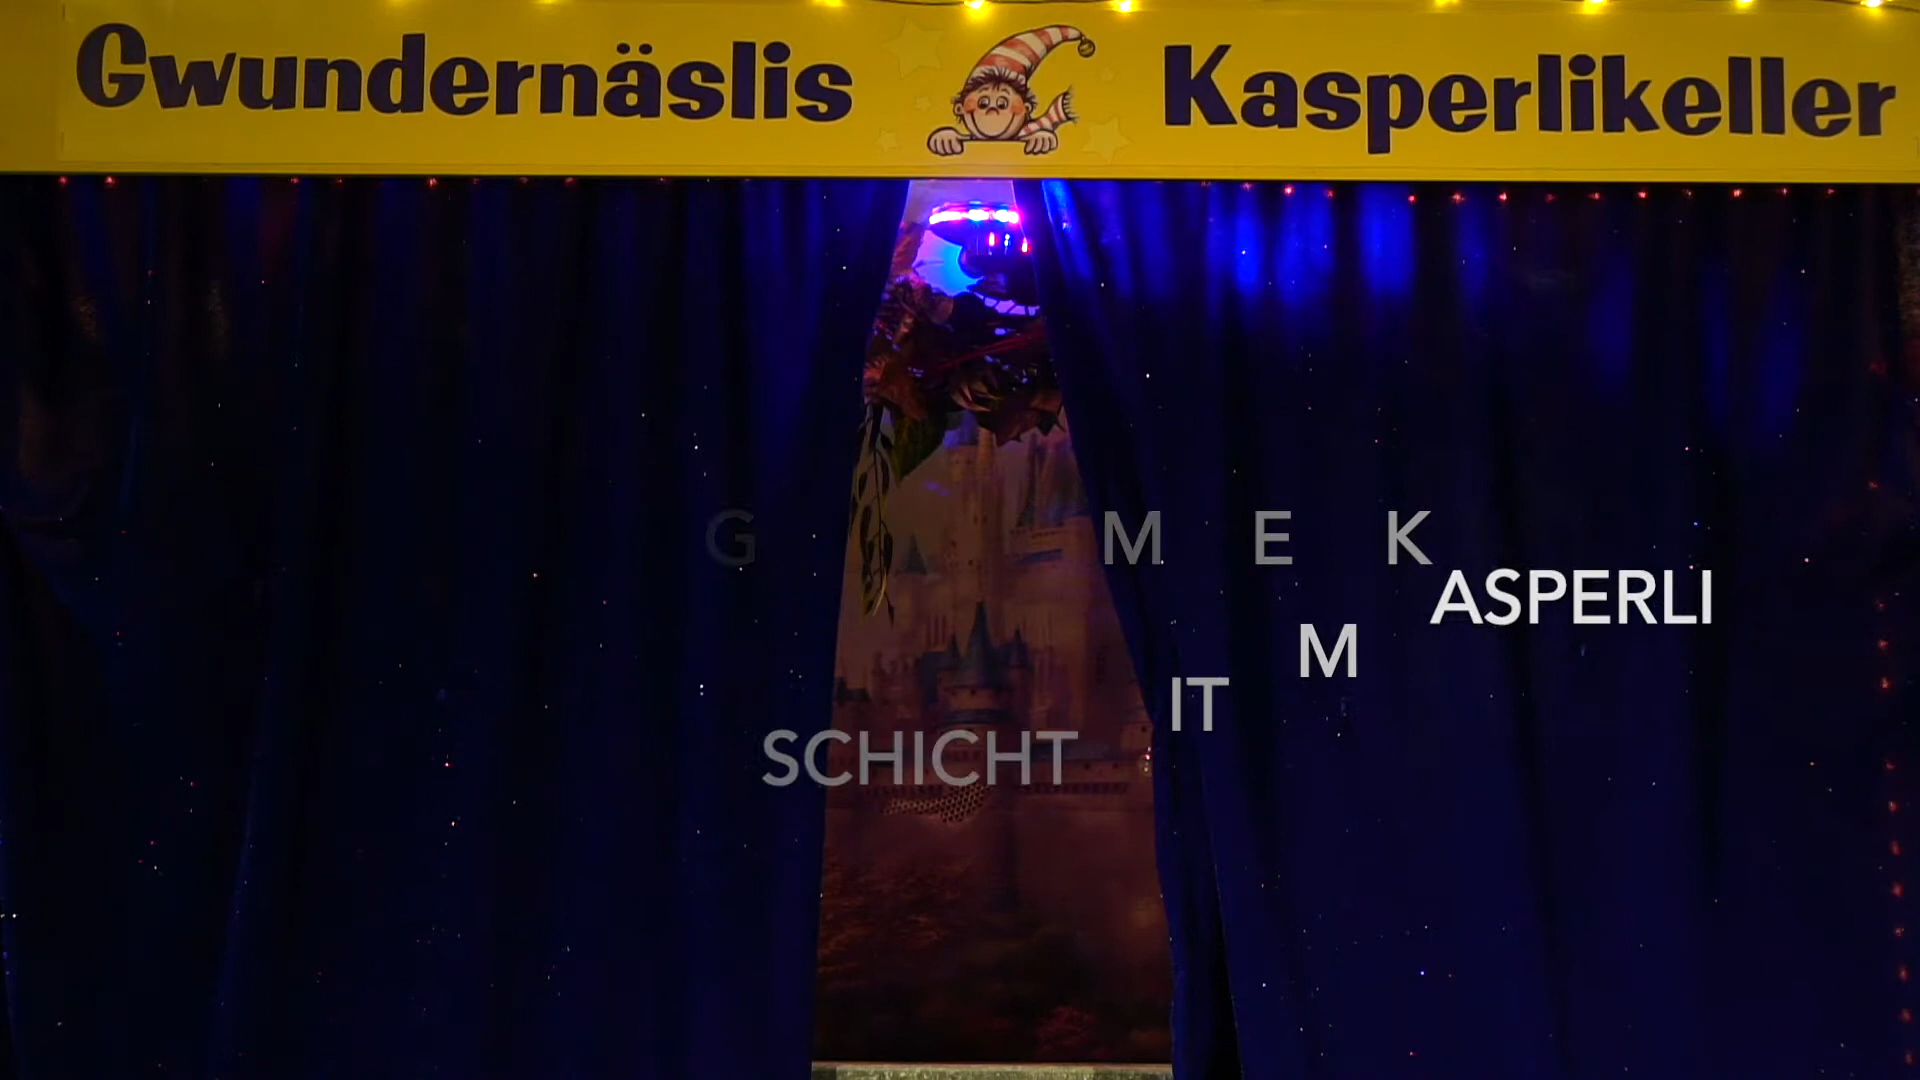 Gwundernäslis Kasperlikeller
G M E K
ASPERLI
M
IT
SCHICHT